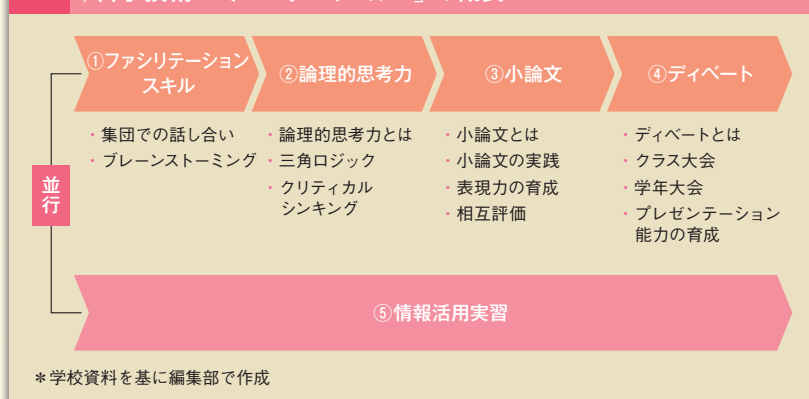 ①ファシリテーション
スキル
②論理的思考力
③小論文
④ディベート
・集団での話し合い
・ブレーンストーミング
・論理的思考力とは
・三角ロジック
・クリティカル
シンキング
・小論文とは
・小論文の実践
・表現力の育成
・相互評価
・ディベートとは
・クラス大会
・学年大会
・プレゼンテーション
能力の育成
並行
⑤情報活用実習
＊学校資料を基に編集部で作成